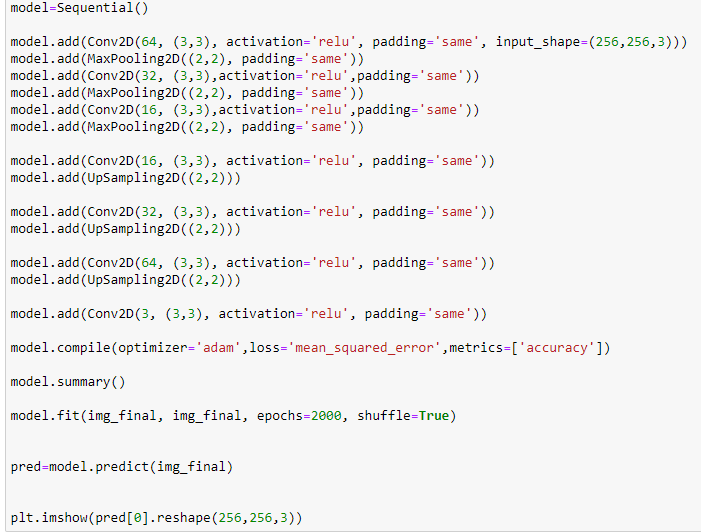 model=Sequential()
model.add(Conv2D(64, (3,3), activation='relu', padding='same', input_shape=(256,256,3)))
model.add(MaxPooling2D((2,2), padding='same'))
model.add(Conv2D(32, (3,3),activation='relu',padding='same'))
model.add(MaxPooling2D((2,2), padding='same'))
model.add(Conv2D(16, (3,3),activation='relu',padding='same'))
model.add(MaxPooling2D((2,2), padding='same'))
model.add(Conv2D(16, (3,3), activation='relu', padding='same'))
model.add(UpSampling2D((2,2)))
model.add(Conv2D(32, (3,3), activation='relu', padding='same'))
model.add(UpSampling2D((2,2)))
model.add(Conv2D(64, (3,3), activation='relu', padding='same'))
model.add(UpSampling2D((2,2)))
model.add(Conv2D(3, (3,3), activation='relu', padding='same'))
model.compile(optimizer='adam',loss='mean_squared_error',metrics=['accuracy'])
model.summary()
model.fit(img_final, img_final, epochs=2000, shuffle=True)
pred=model.predict(img_final)
plt.imshow(pred[0].reshape(256,256,3))